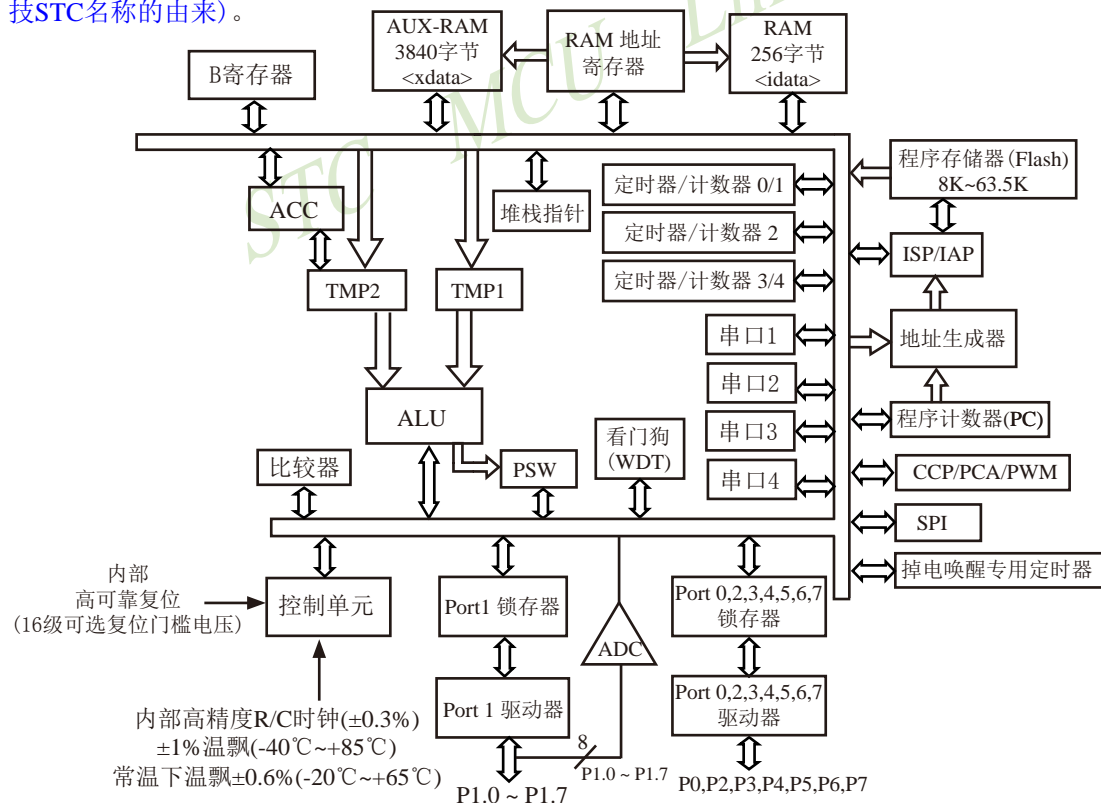 技STC名称的由来）。
AUX-RAM
3840字节
<xdata>
RAM 地址
寄存器
RAM
256字节
<idata>
B寄存器
程序存储器(Flash)
8K~63.5K
定时器/计数器 0/1
ACC
堆栈指针
定时器/计数器 2
ISP/IAP
定时器/计数器 3/4
TMP2
TMP1
串口1
地址生成器
串口2
ALU
程序计数器(PC)
看门狗
(WDT)
串口3
比较器
PSW
串口4
CCP/PCA/PWM
SPI
掉电唤醒专用定时器
内部
高可靠复位
(16级可选复位门槛电压)
控制单元
Port1 锁存器
ADC
Port 0,2,3,4,5,6,7
锁存器
Port 1 驱动器
Port 0,2,3,4,5,6,7
驱动器
内部高精度R/C时钟(±0.3%)
±1%温飘(-40℃~+85℃)
常温下温飘±0.6%(-20℃~+65℃)
8
P1.0 ~ P1.7
P1.0 ~ P1.7
P0,P2,P3,P4,P5,P6,P7
STC MCU